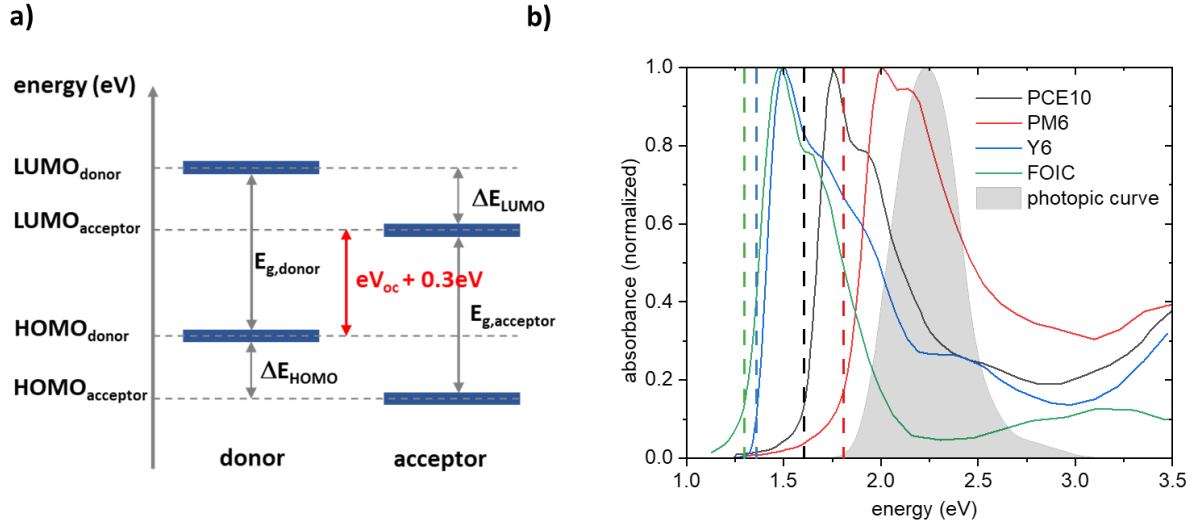 a)
energy (eV)
LUMOdonor
LUMOacceptor
HOMOdonor
HOMOacceptor
ΔELUMO
Eg,donor
eVoc + 0.3eV
Eg,acceptor
ΔEHOMO
donor
acceptor
b)
absorbance (normalized)
1.0
0.8
0.6
0.4
0.2
0.0
PCE10
PM6
Y6
FOIC
photopic curve
1.0 1.5 2.0 2.5 3.0 3.5
energy (eV)